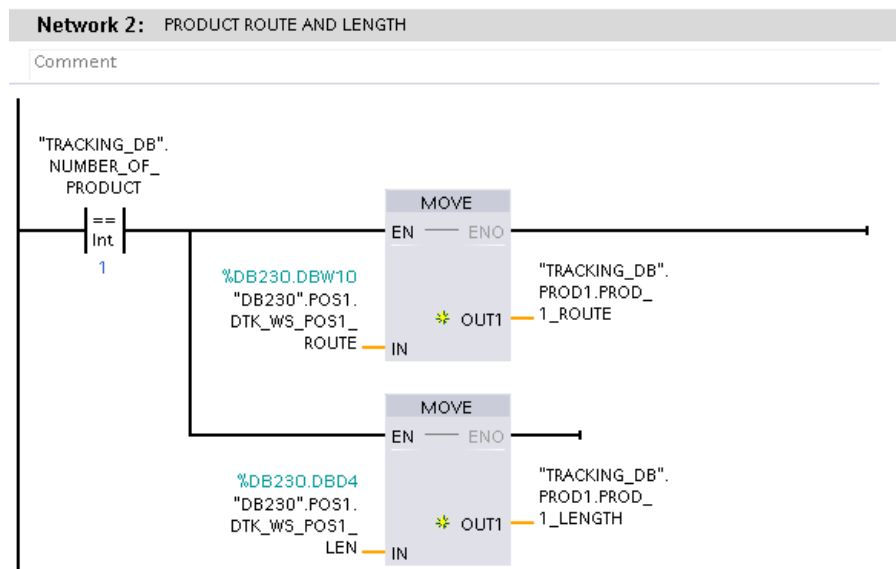 Network 2: PRODUCT ROUTE AND LENGTH
Comment
"TRACKING_DB".
NUMBER_OF_
PRODUCT
==
Int
1
MOVE
EN
ENO
%DB230.DBW10
"DB230".POS1.
DTK_WS_POS1_
ROUTE
IN
OUT1
"TRACKING_DB".
PROD1.PROD_
1_ROUTE
MOVE
EN
ENO
%DB230.DBD4
"DB230".POS1.
DTK_WS_POS1_
LEN
IN
OUT1
"TRACKING_DB".
PROD1.PROD_
1_LENGTH